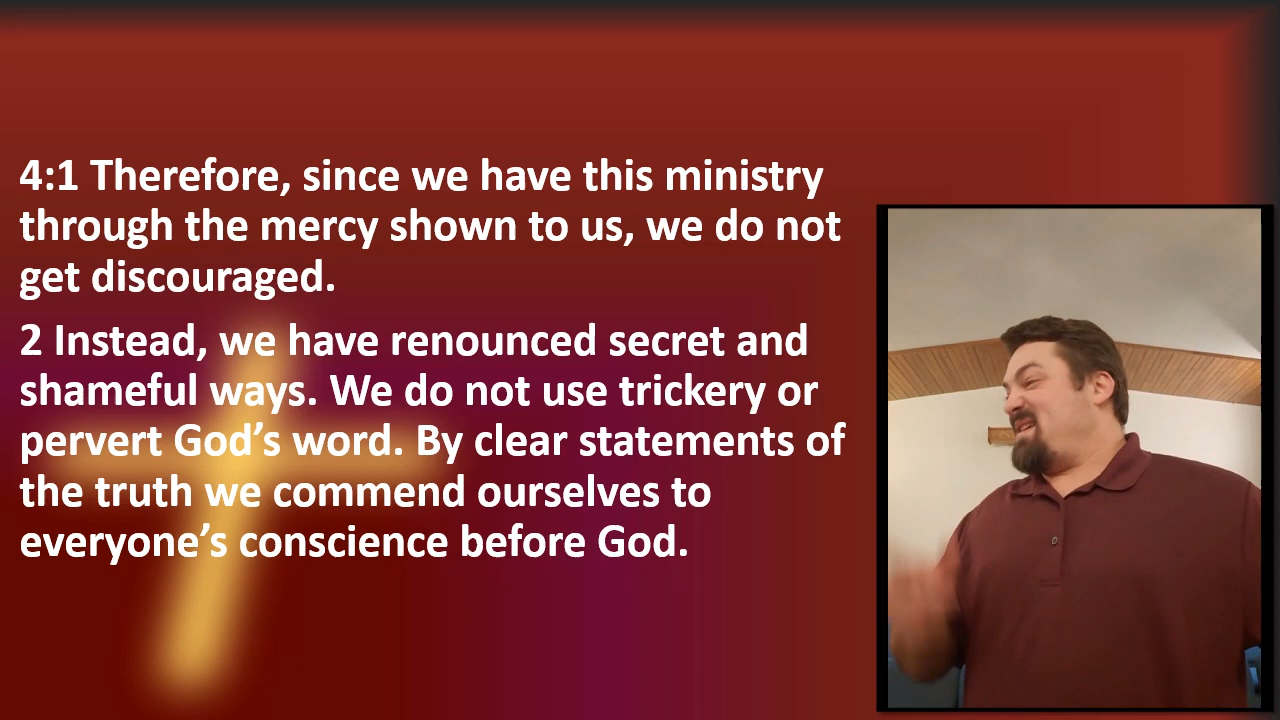 4:1 Therefore, since we have this ministry
through the mercy shown to us, we do not
get discouraged.
2 Instead, we have renounced secret and
shameful ways. We do not use trickery or
pervert God’s word. By clear statements of
the truth we commend ourselves to
everyone’s conscience before God.